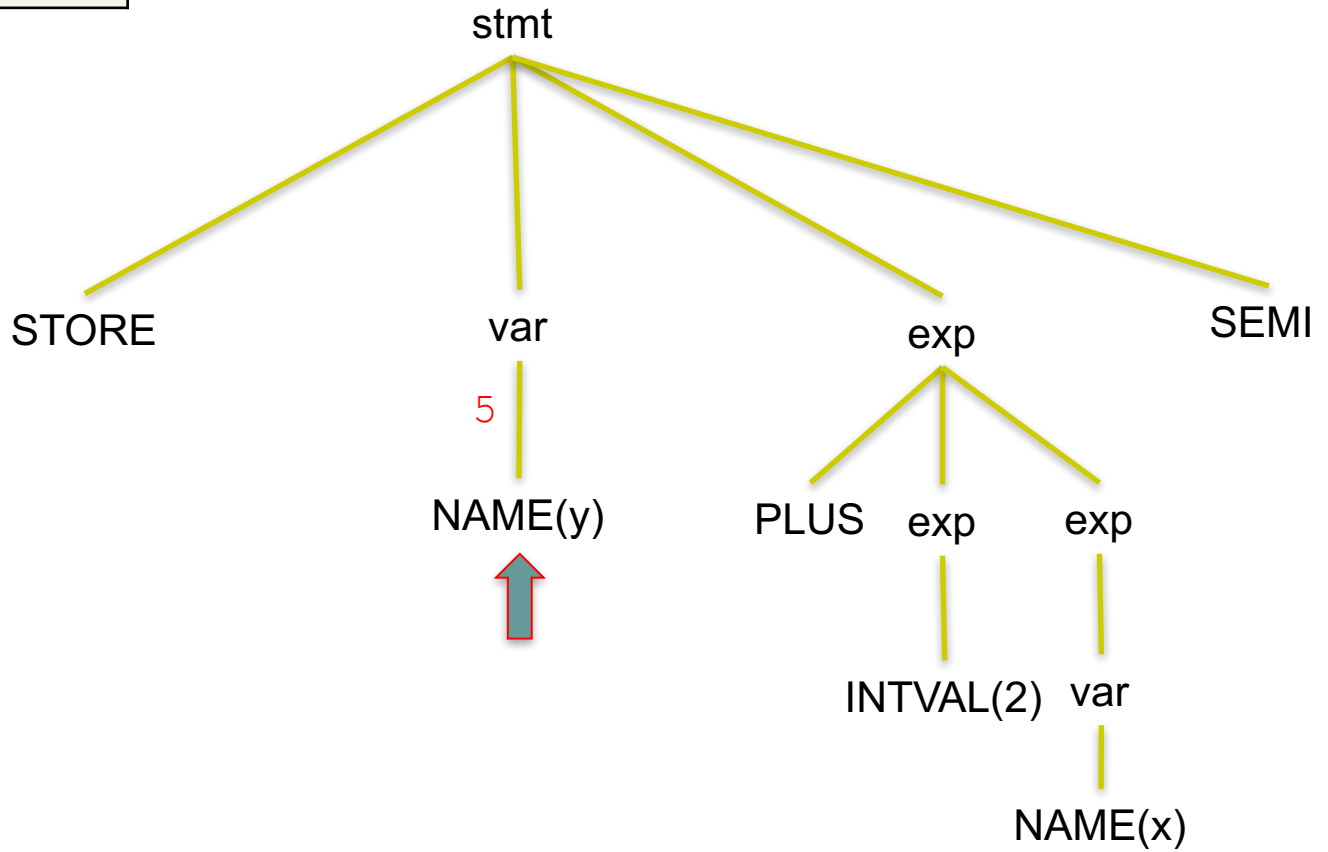 stmt
STORE
var
exp
SEMI
5
NAME(y)
PLUS
exp
exp
INTVAL(2)
var
NAME(x)